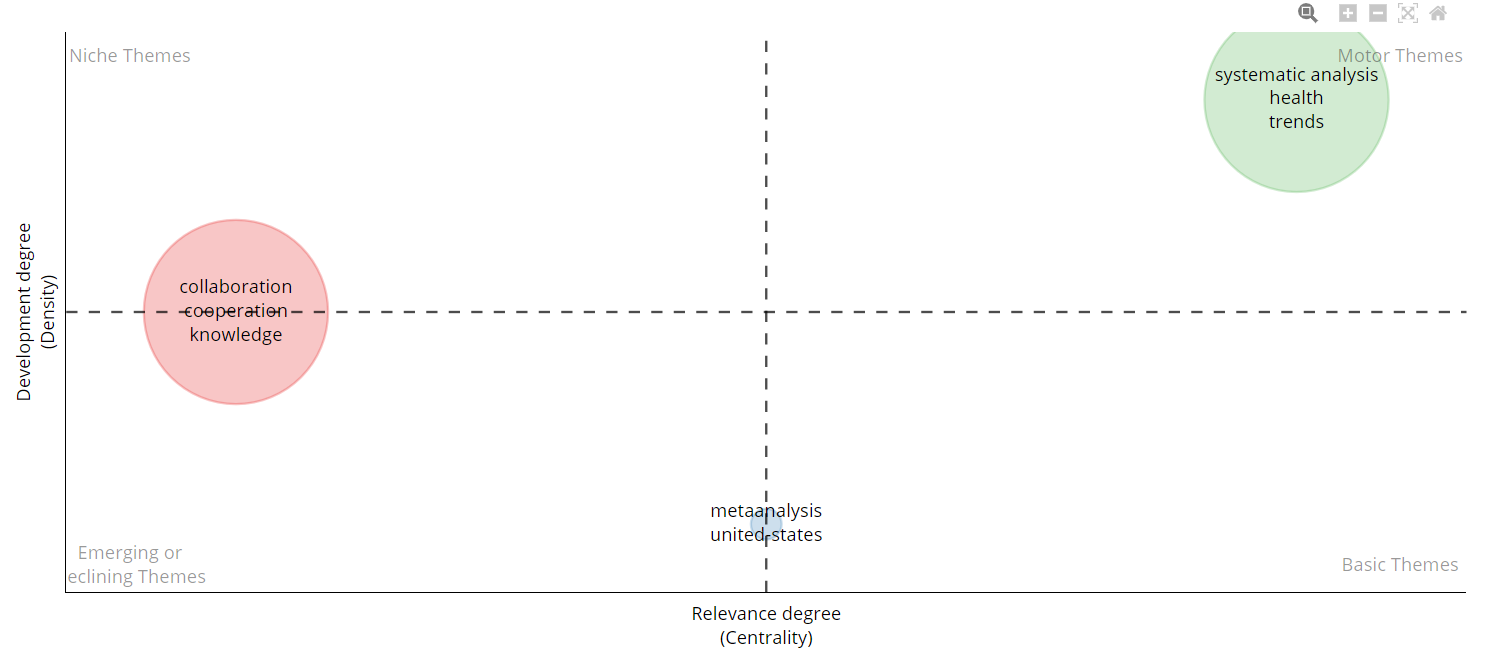 Niche Themes
Motor Themes
systematic analysis
health
trends
collaboration
cooperation
knowledge
Development degree
(Density)
metaanalysis
united states
Emerging or
eclining Themes
Basic Themes
Relevance degree
(Centrality)